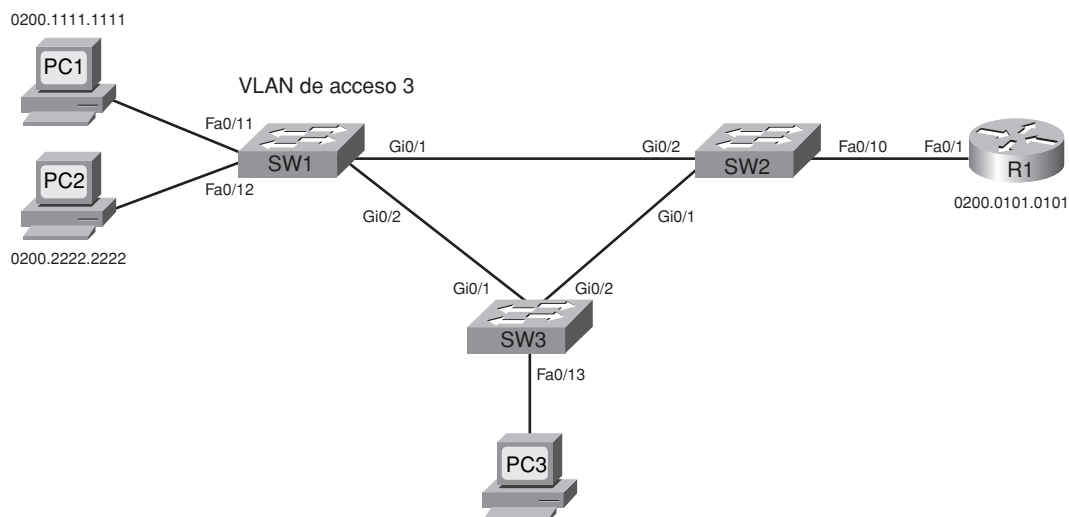 0200.1111.1111
PC1
VLAN de acceso 3
Fa0/11
Gi0/1
Gi0/2
Fa0/10
Fa0/1
SW1
SW2
R1
PC2
Fa0/12
Gi0/2
Gi0/1
0200.0101.0101
0200.2222.2222
Gi0/1
Gi0/2
SW3
Fa0/13
PC3